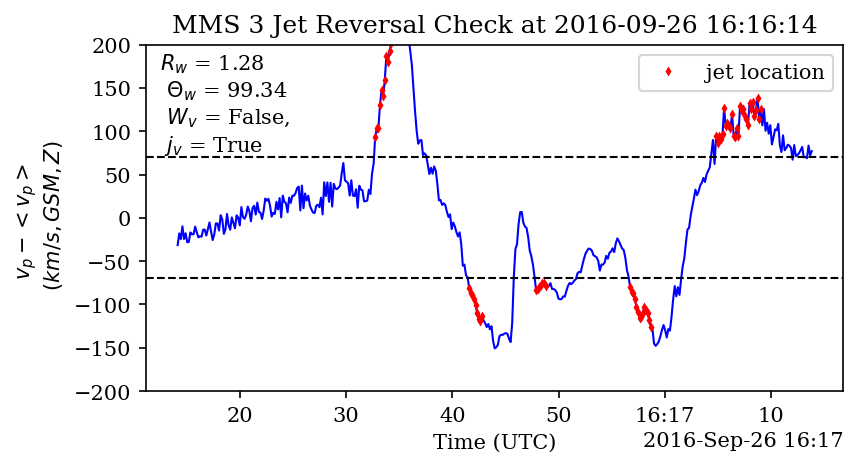 MMS 3 Jet Reversal Check at 2016-09-26 16:16:14
R_w = 1.28
Θ_w = 99.34
W_v = False,
j_v = True
jet location
200
150
100
50
0
−50
−100
−150
−200
v_p − < v_p >
(km/s, GSM, Z)
20 30 40 50 16:17 10
Time (UTC)
2016-Sep-26 16:17